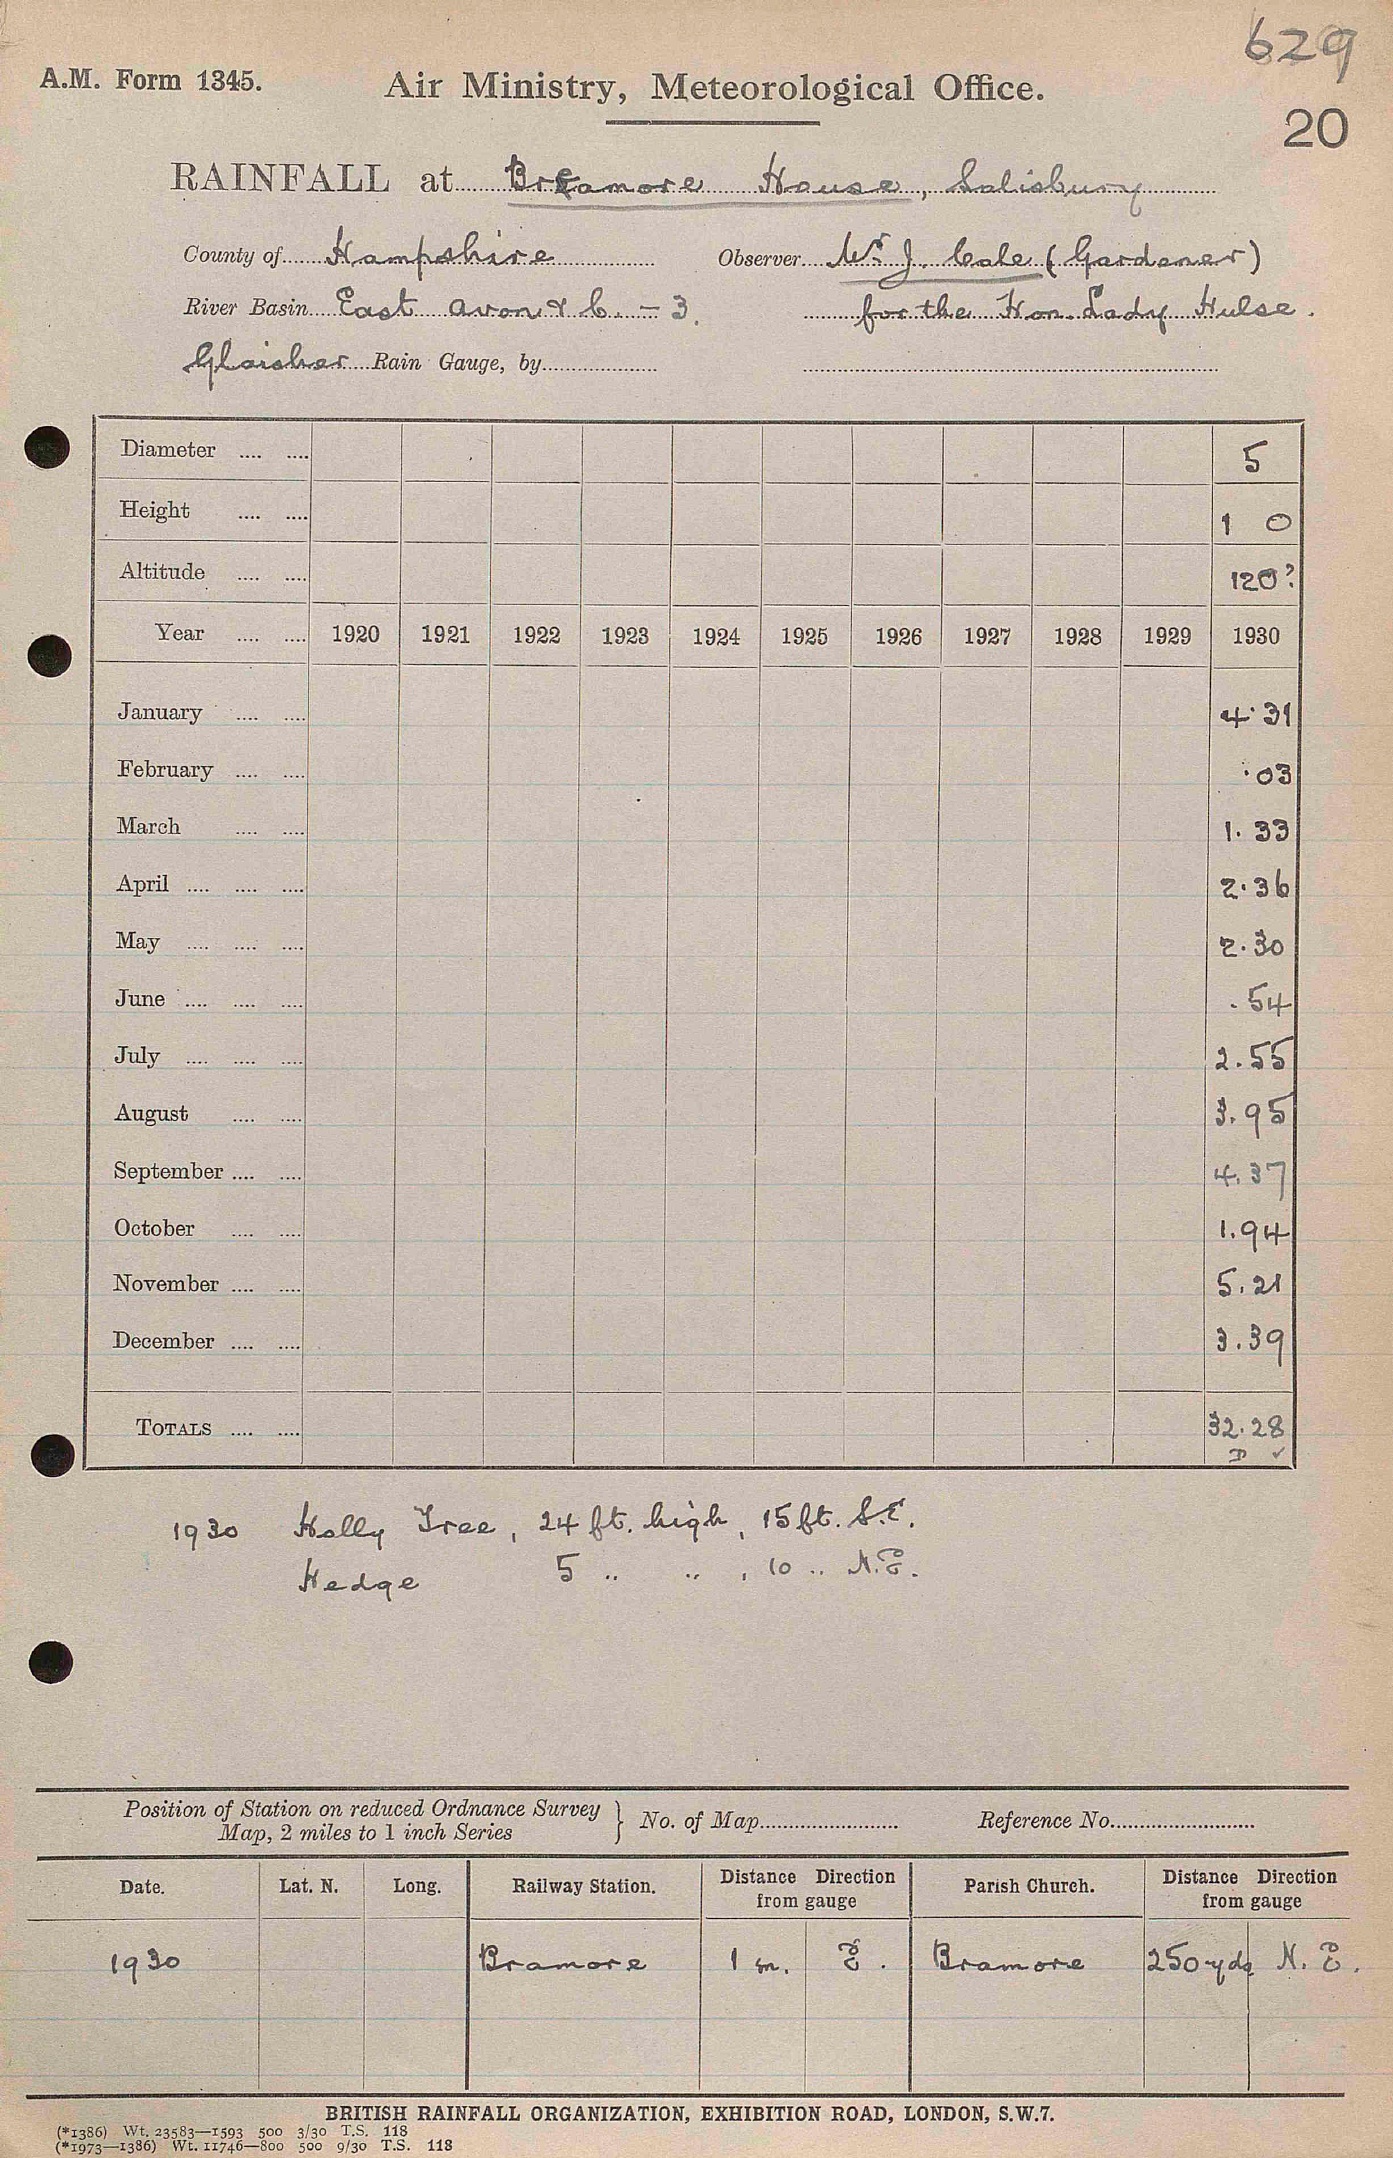 629
A.M. Form 1345. Air Ministry, Meteorological Office.
20
RAINFALL at Breamore House, Salisbury
County of Hampshire Observer Mr J. Cale (Gardener)
River Basin East Avon & C. - 3. for the Hon. Lady Hulse.
Glaisher Rain Gauge, by
Diameter .... .... 5
Height .... .... 1 0
Altitude .... .... 120?
Year .... .... 1920 1921 1922 1923 1924 1925 1926 1927 1928 1929 1930
January .... .... 4.31
February .... .... .03
March .... .... 1.33
April .... .... .... 2.36
May .... .... .... 2.30
June .... .... .... .54
July .... .... .... 2.55
August .... .... 3.95
September .... .... 4.37
October .... .... 1.94
November .... .... 5.21
December .... .... 3.39
TOTALS .... .... 32.28
D ✓
1930 Holly Tree, 24 ft. high, 15 ft. S.E.
Hedge 5 " " , 10 " N.E.
Position of Station on reduced Ordnance Survey
Map, 2 miles to 1 inch Series } No. of Map Reference No.
Date. Lat. N. Long. Railway Station. Distance Direction from gauge Parish Church. Distance Direction from gauge
1930 Bramore 1 m. E. Bramore 250 yds N. E.
BRITISH RAINFALL ORGANIZATION, EXHIBITION ROAD, LONDON, S.W.7.
(*1386) Wt. 23583—1593 500 3/30 T.S. 118
(*1973—1386) Wt. 11746—800 500 9/30 T.S. 118